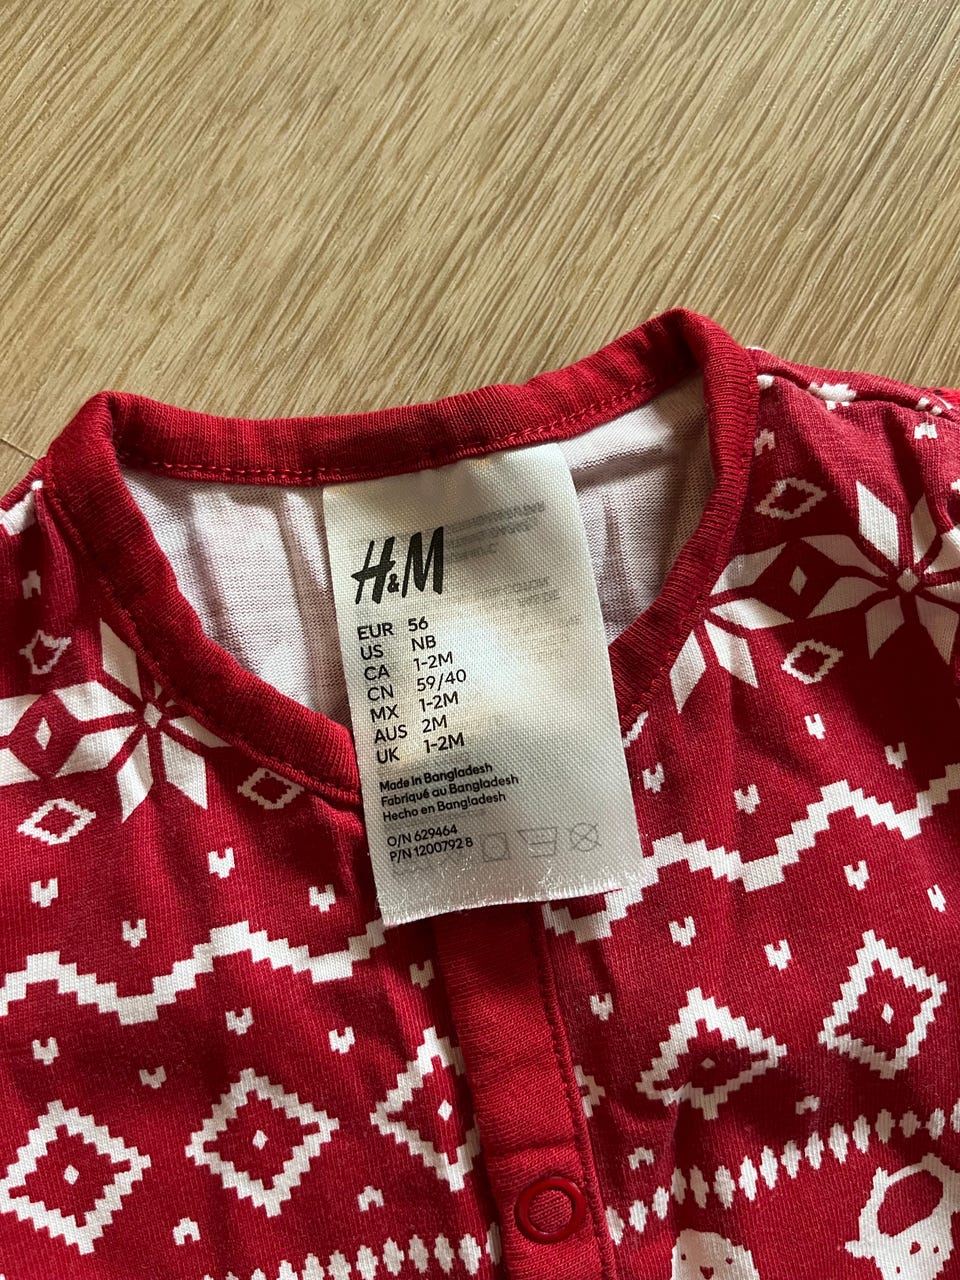 H&M
EUR 56
US NB
CA 1-2M
CN 59/40
MX 1-2M
AUS 2M
UK 1-2M
Made in Bangladesh
Fabriqué au Bangladesh
Hecho en Bangladesh
O/N 629464
P/N 1200792 8